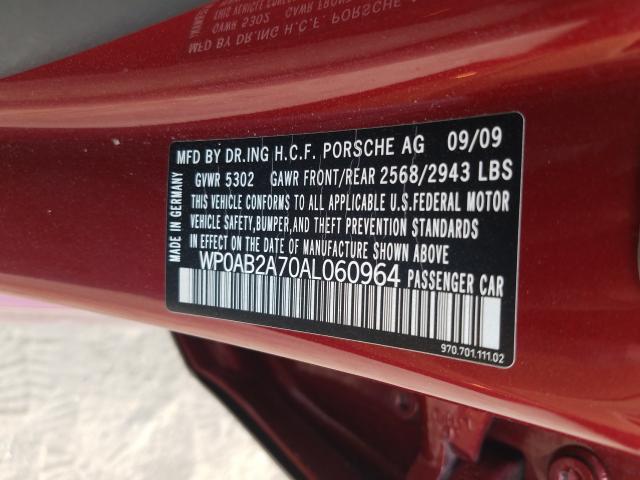 MFD BY DR.ING H.C.F. PORSCHE AG 09/09
GVWR 5302 GAWR FRONT/REAR 2568/2943 LBS
THIS VEHICLE CONFORMS TO ALL APPLICABLE U.S.FEDERAL MOTOR
VEHICLE SAFETY,BUMPER,AND THEFT PREVENTION STANDARDS
IN EFFECT ON THE DATE OF MANUFACTURE SHOWN ABOVE
WP0AB2A70AL060964 PASSENGER CAR
MADE IN GERMANY
970.701.111.02